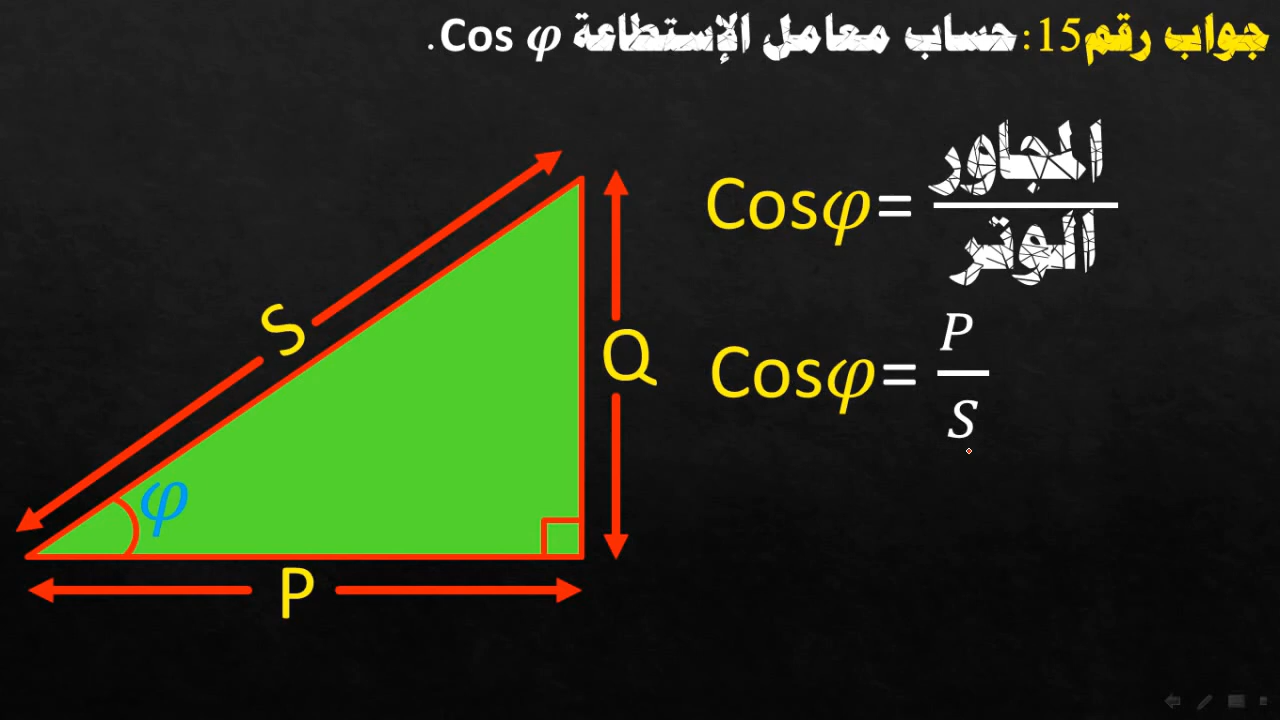 جواب رقم15: حساب معامل الإستطاعة Cos φ.
Cosφ= المجاور
الوتر
S
Q
Cosφ= P
S
φ
P